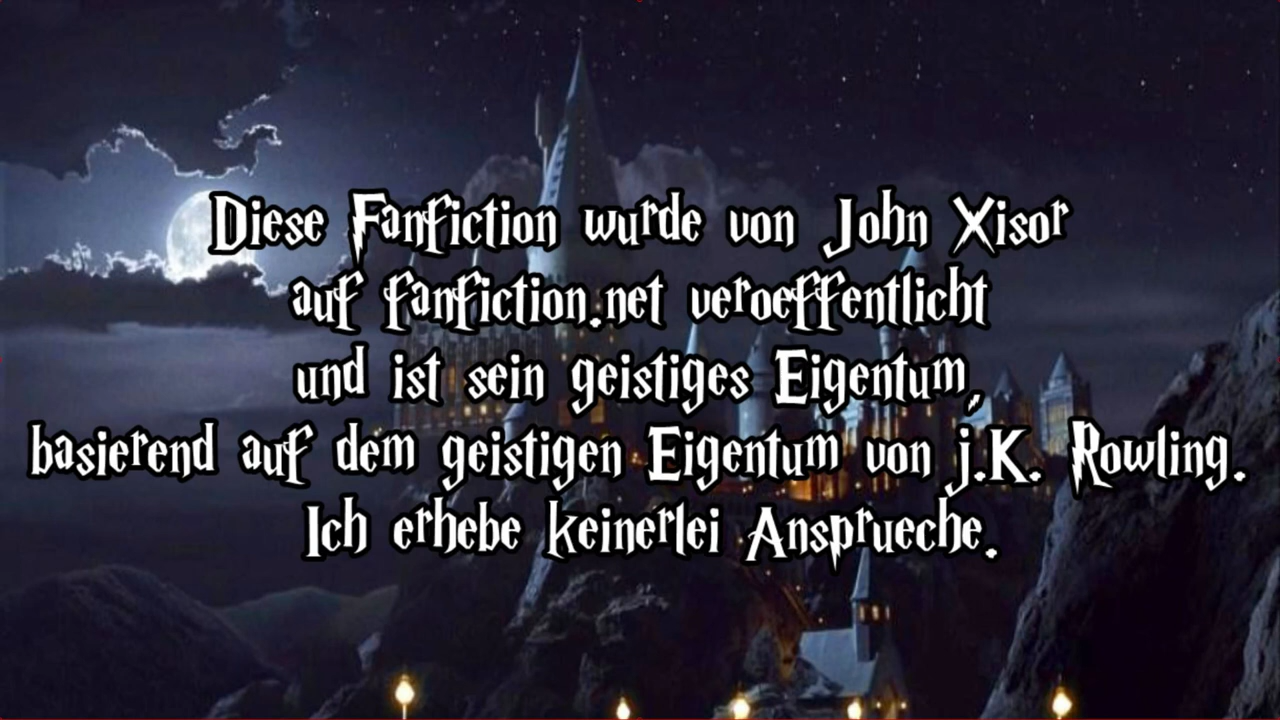 Diese Fanfiction wurde von John Xisor
auf fanfiction.net veroeffentlicht
und ist sein geistiges Eigentum,
basierend auf dem geistigen Eigentum von j.K. Rowling.
Ich erhebe keinerlei Ansprueche.